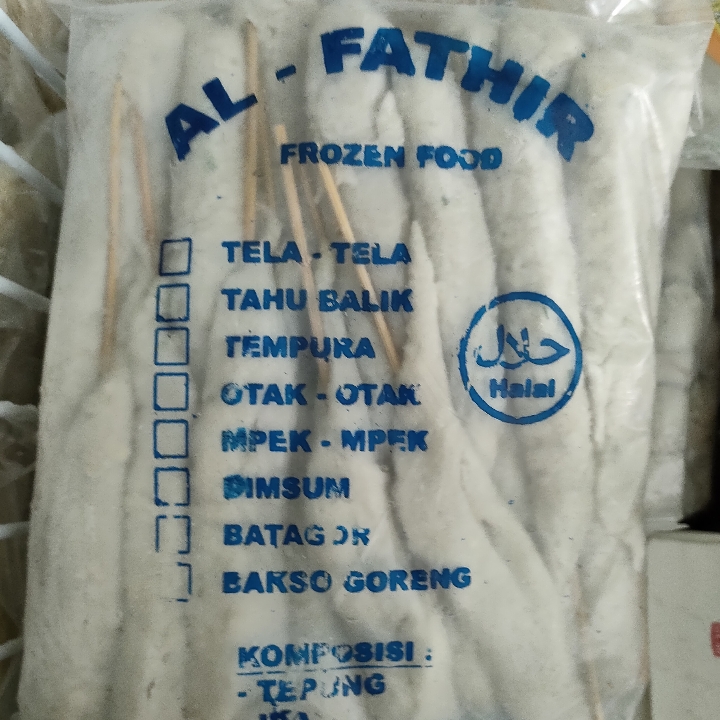 AL - FATHIR
FROZEN FOOD
TELA - TELA
TAHU BALIK
TEMPURA
OTAK - OTAK
حلال
Halal
MPEK - MPEK
DIMSUM
BATAGOR
BAKSO GORENG
KOMPOSISI :
- TEPUNG